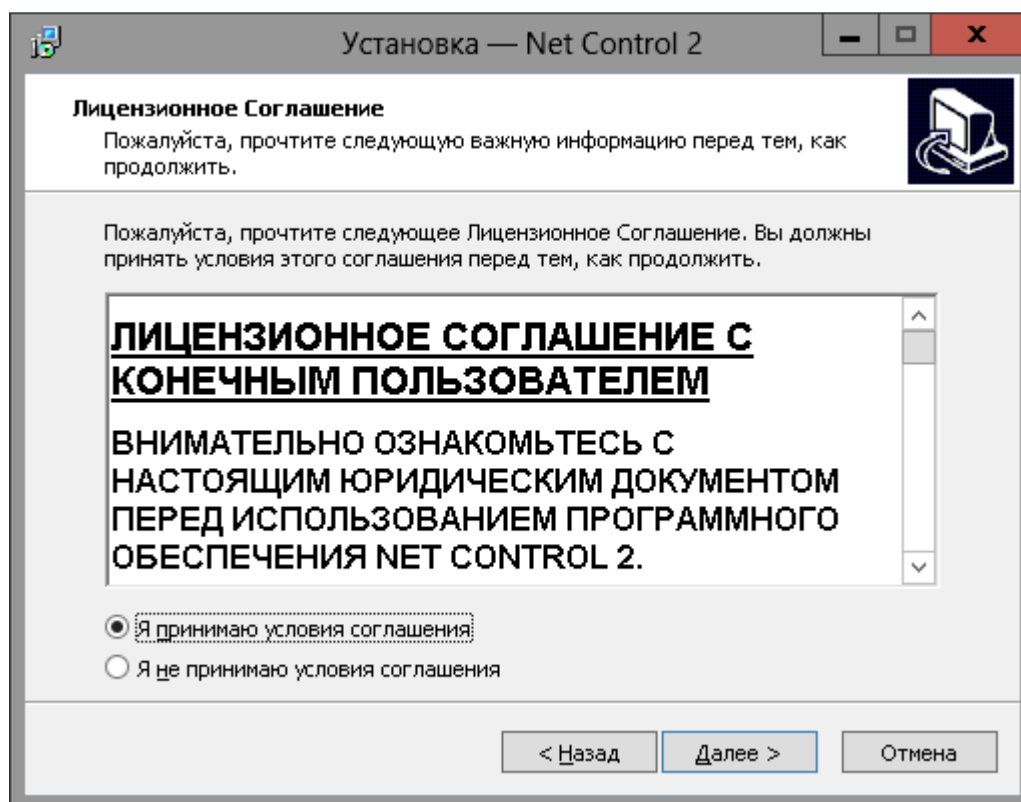 Установка — Net Control 2
Лицензионное Соглашение
Пожалуйста, прочтите следующую важную информацию перед тем, как
продолжить.
Пожалуйста, прочтите следующее Лицензионное Соглашение. Вы должны
принять условия этого соглашения перед тем, как продолжить.
ЛИЦЕНЗИОННОЕ СОГЛАШЕНИЕ С
КОНЕЧНЫМ ПОЛЬЗОВАТЕЛЕМ
ВНИМАТЕЛЬНО ОЗНАКОМЬТЕСЬ С
НАСТОЯЩИМ ЮРИДИЧЕСКИМ ДОКУМЕНТОМ
ПЕРЕД ИСПОЛЬЗОВАНИЕМ ПРОГРАММНОГО
ОБЕСПЕЧЕНИЯ NET CONTROL 2.
Я принимаю условия соглашения
Я не принимаю условия соглашения
< Назад Далее > Отмена